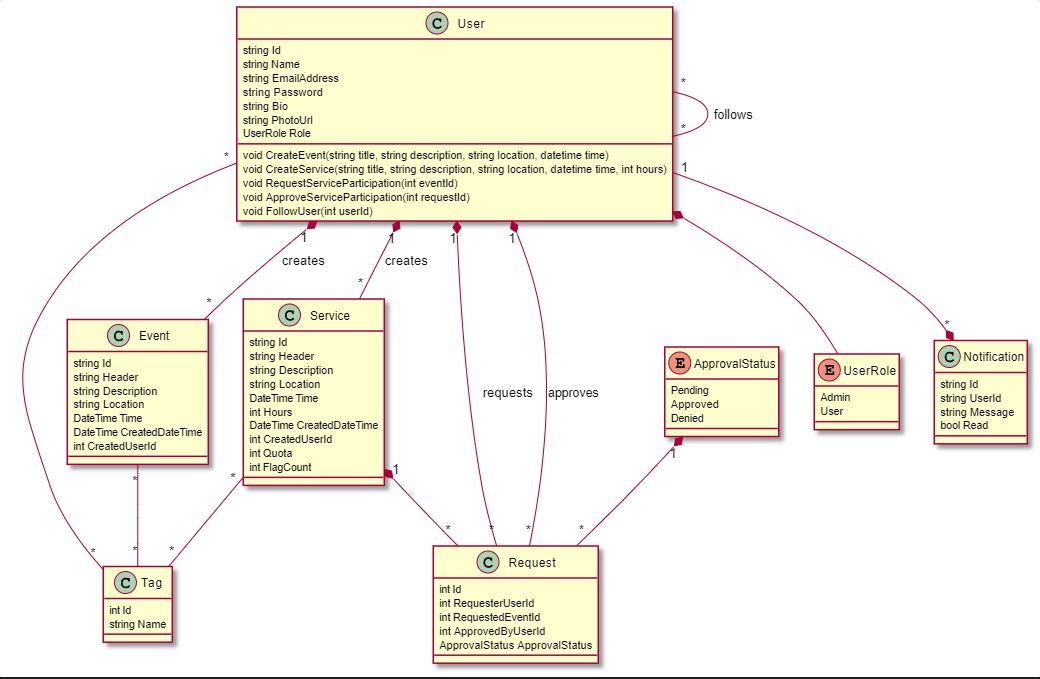 C User
string Id
string Name
string EmailAddress
string Password
string Bio
string PhotoUrl
UserRole Role
void CreateEvent(string title, string description, string location, datetime time)
void CreateService(string title, string description, string location, datetime time, int hours)
void RequestServiceParticipation(int eventId)
void ApproveServiceParticipation(int requestId)
void FollowUser(int userId)
*
follows
*
*
1
1
creates
1
creates
1
1
*
*
*
C Event
string Id
string Header
string Description
string Location
DateTime Time
DateTime CreatedDateTime
int CreatedUserId
C Service
string Id
string Header
string Description
string Location
DateTime Time
int Hours
DateTime CreatedDateTime
int CreatedUserId
int Quota
int FlagCount
requests
approves
E ApprovalStatus
Pending
Approved
Denied
E UserRole
Admin
User
C Notification
string Id
string UserId
string Message
bool Read
*
*
1
1
*
*
*
*
*
*
*
C Tag
int Id
string Name
C Request
int Id
int RequesterUserId
int RequestedEventId
int ApprovedByUserId
ApprovalStatus ApprovalStatus